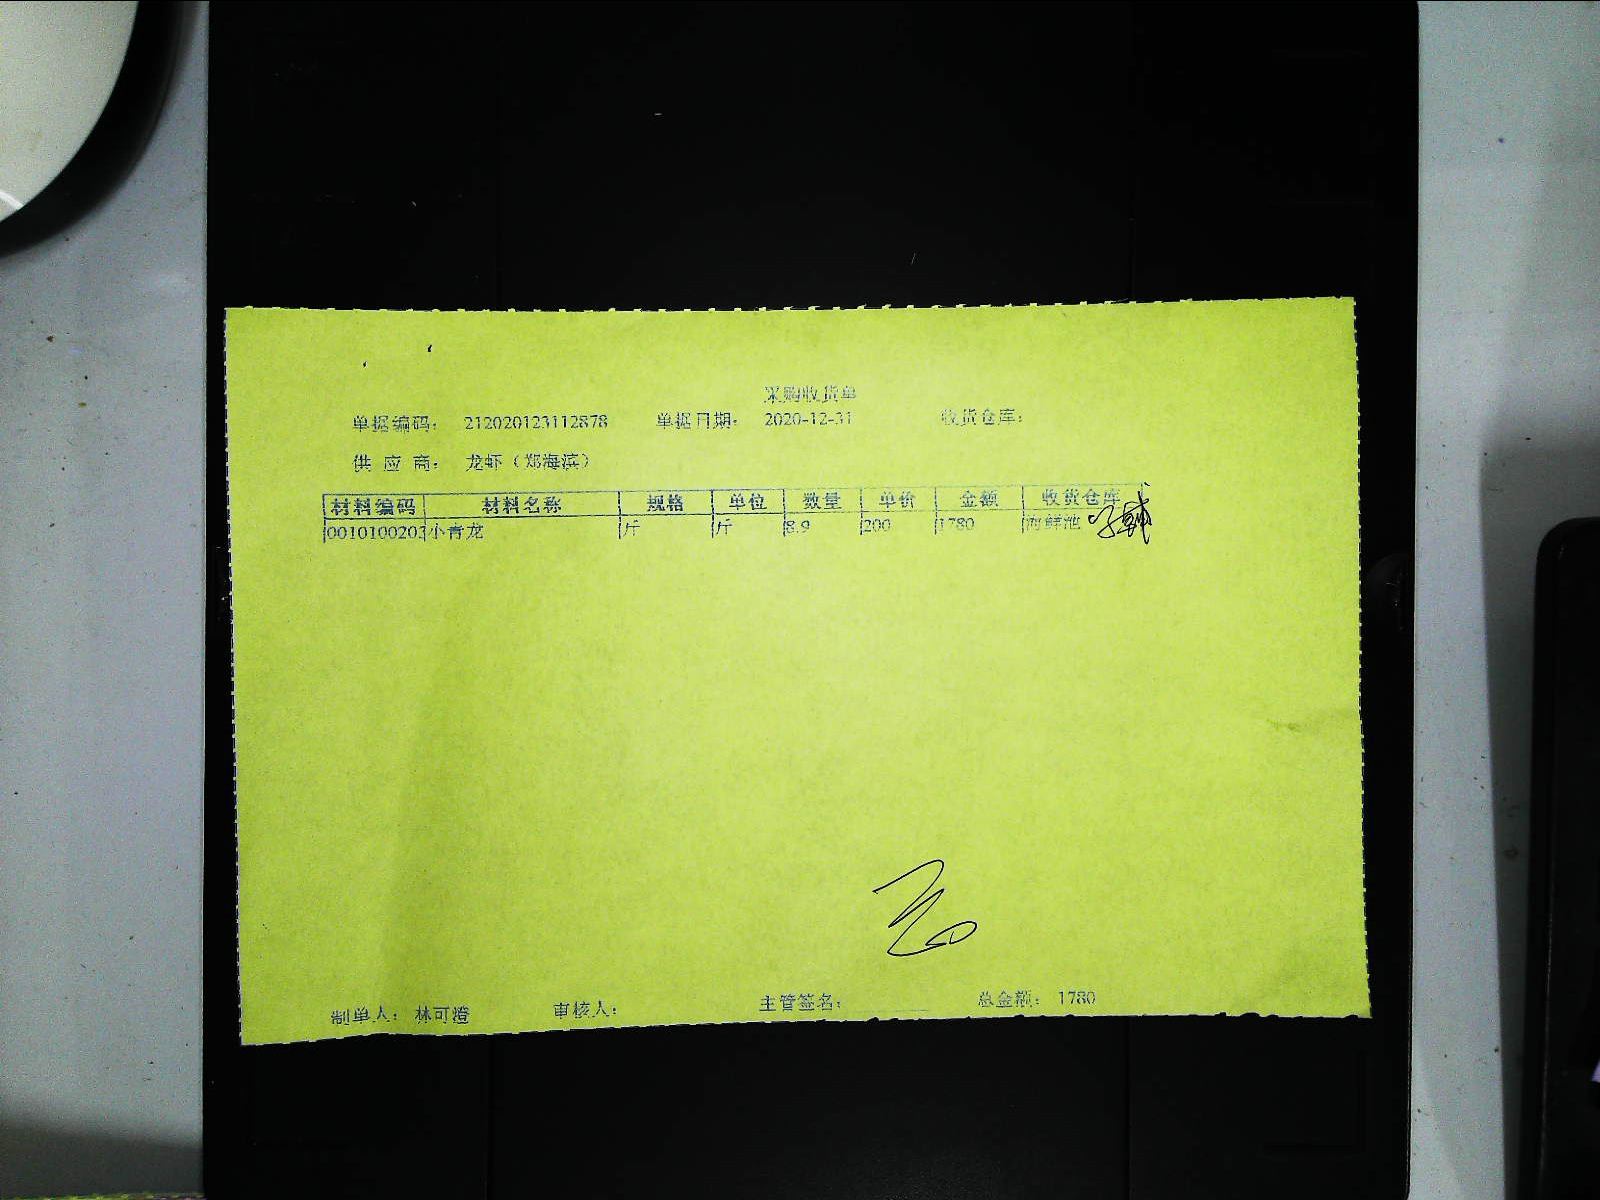 采购收货单
单据编码： 212020123112878 单据日期： 2020-12-31 收货仓库：
供 应 商： 龙虾（郑海滨）
材料编码 材料名称 规格 单位 数量 单价 金额 收货仓库
0010100203 小青龙 斤 斤 8.9 200 1780 海鲜池
制单人： 林可澄 审核人： 主管签名： 总金额： 1780